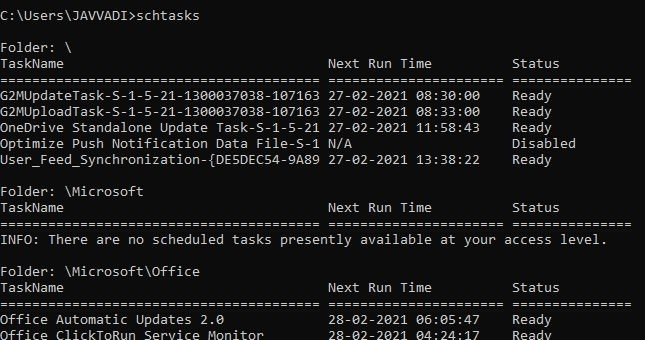 C:\Users\JAVVADI>schtasks
Folder: \
TaskName Next Run Time Status
======================================== ====================== ===============
G2MUpdateTask-S-1-5-21-1300037038-107163 27-02-2021 08:30:00 Ready
G2MUploadTask-S-1-5-21-1300037038-107163 27-02-2021 08:33:00 Ready
OneDrive Standalone Update Task-S-1-5-21 27-02-2021 11:58:43 Ready
Optimize Push Notification Data File-S-1 N/A Disabled
User_Feed_Synchronization-{DE5DEC54-9A89 27-02-2021 13:38:22 Ready
Folder: \Microsoft
TaskName Next Run Time Status
======================================== ====================== ===============
INFO: There are no scheduled tasks presently available at your access level.
Folder: \Microsoft\Office
TaskName Next Run Time Status
======================================== ====================== ===============
Office Automatic Updates 2.0 28-02-2021 06:05:47 Ready
Office ClickToRun Service Monitor 28-02-2021 04:24:17 Ready